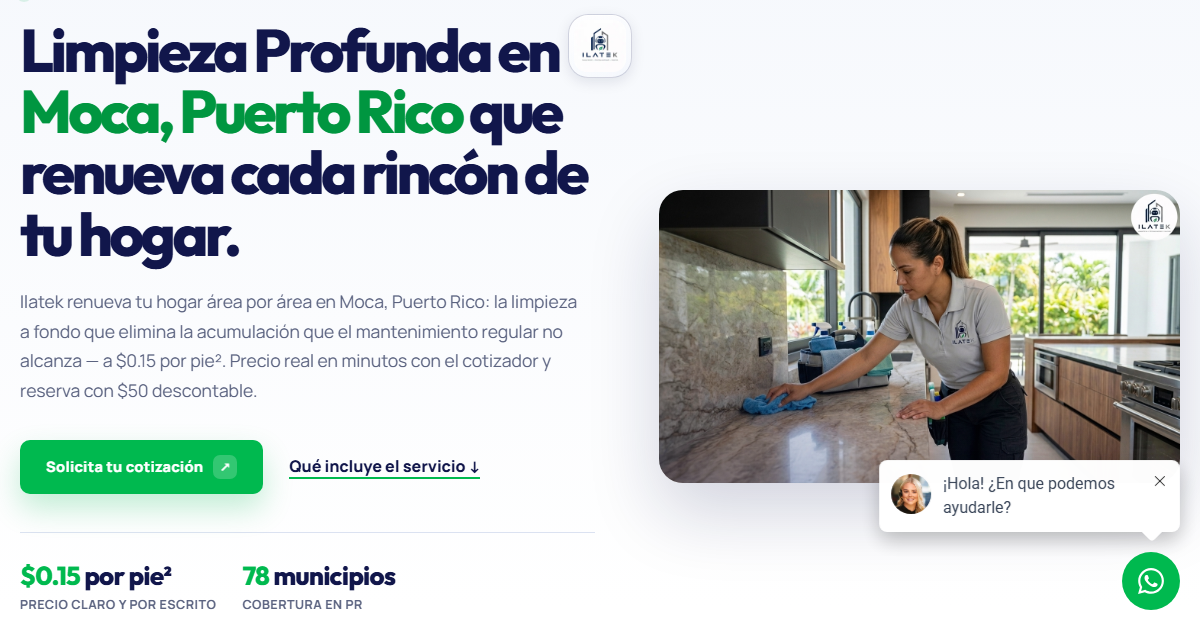 Limpieza Profunda en
ILATEK
Moca, Puerto Rico que
renueva cada rincón de
tu hogar.
Ilatek renueva tu hogar área por área en Moca, Puerto Rico: la limpieza
a fondo que elimina la acumulación que el mantenimiento regular no
alcanza — a $0.15 por pie². Precio real en minutos con el cotizador y
reserva con $50 descontable.
Solicita tu cotización ↗
Qué incluye el servicio ↓
$0.15 por pie²
PRECIO CLARO Y POR ESCRITO
78 municipios
COBERTURA EN PR
ILATEK
ILATEK
¡Hola! ¿En que podemos
ayudarle?